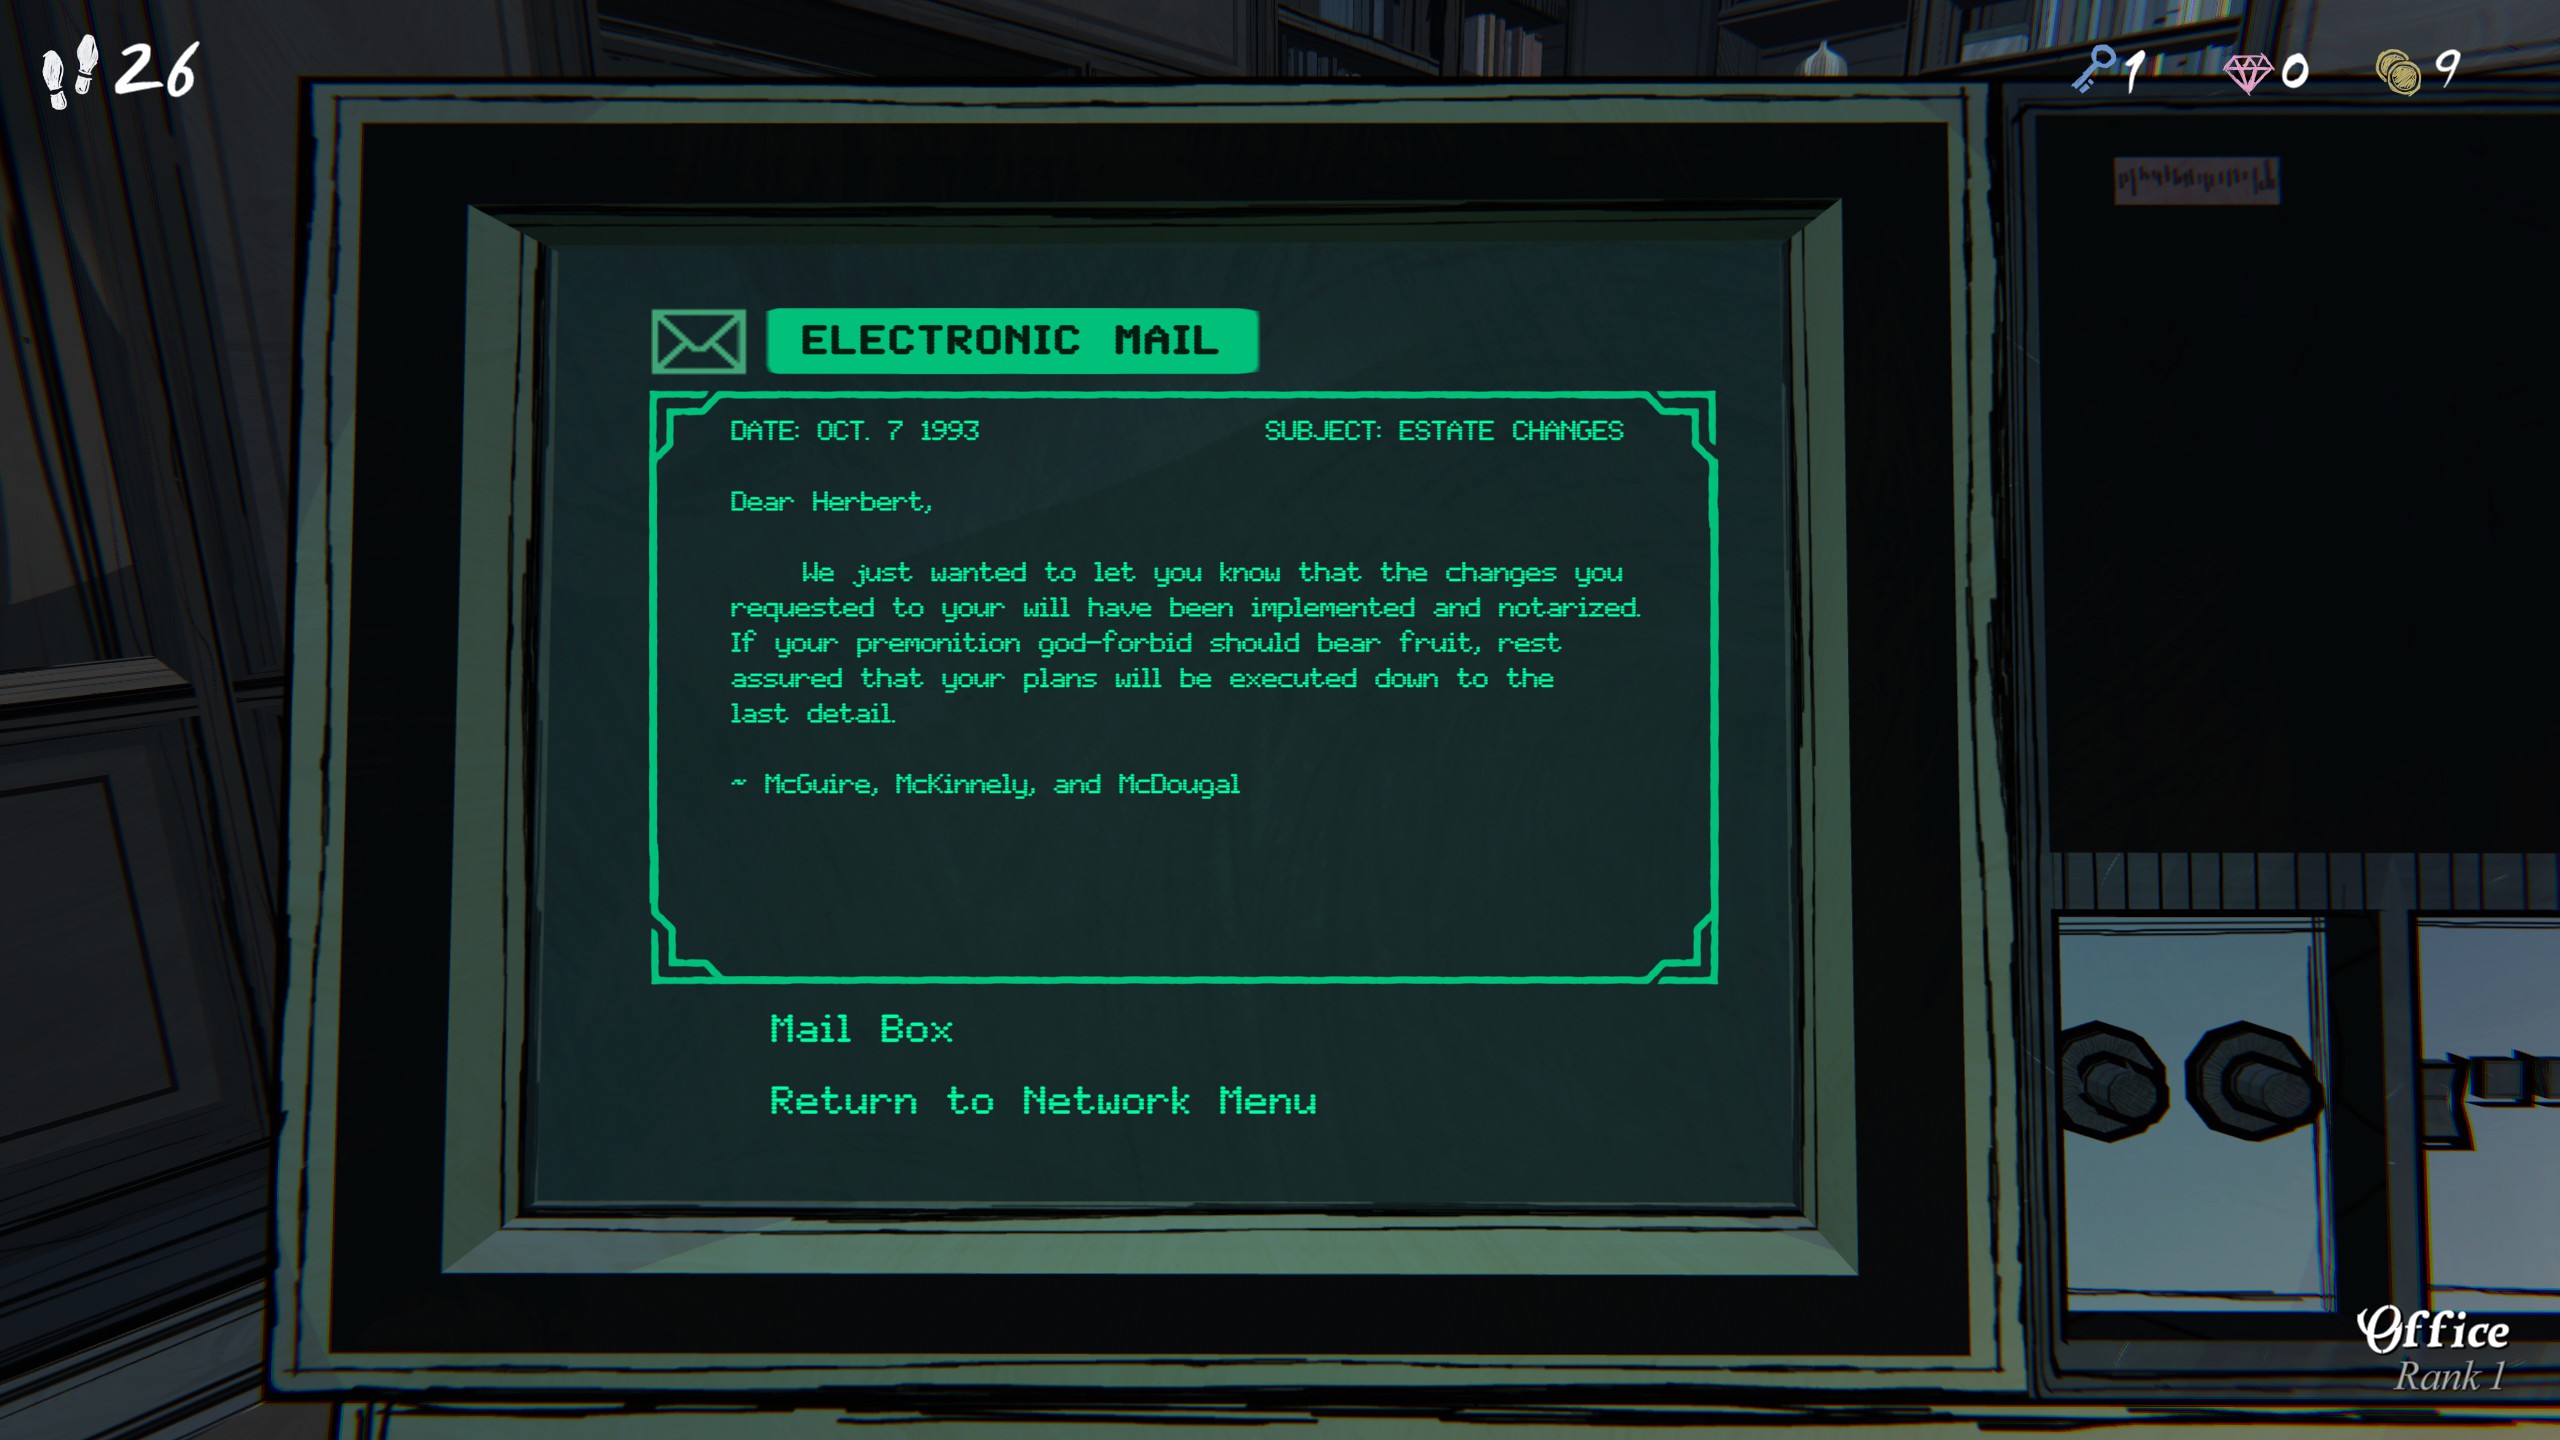 26
1 0 9
ELECTRONIC MAIL
DATE: OCT. 7 1993 SUBJECT: ESTATE CHANGES
Dear Herbert,
We just wanted to let you know that the changes you
requested to your will have been implemented and notarized.
If your premonition god-forbid should bear fruit, rest
assured that your plans will be executed down to the
last detail.
~ McGuire, McKinnely, and McDougal
Mail Box
Return to Network Menu
Office
Rank 1